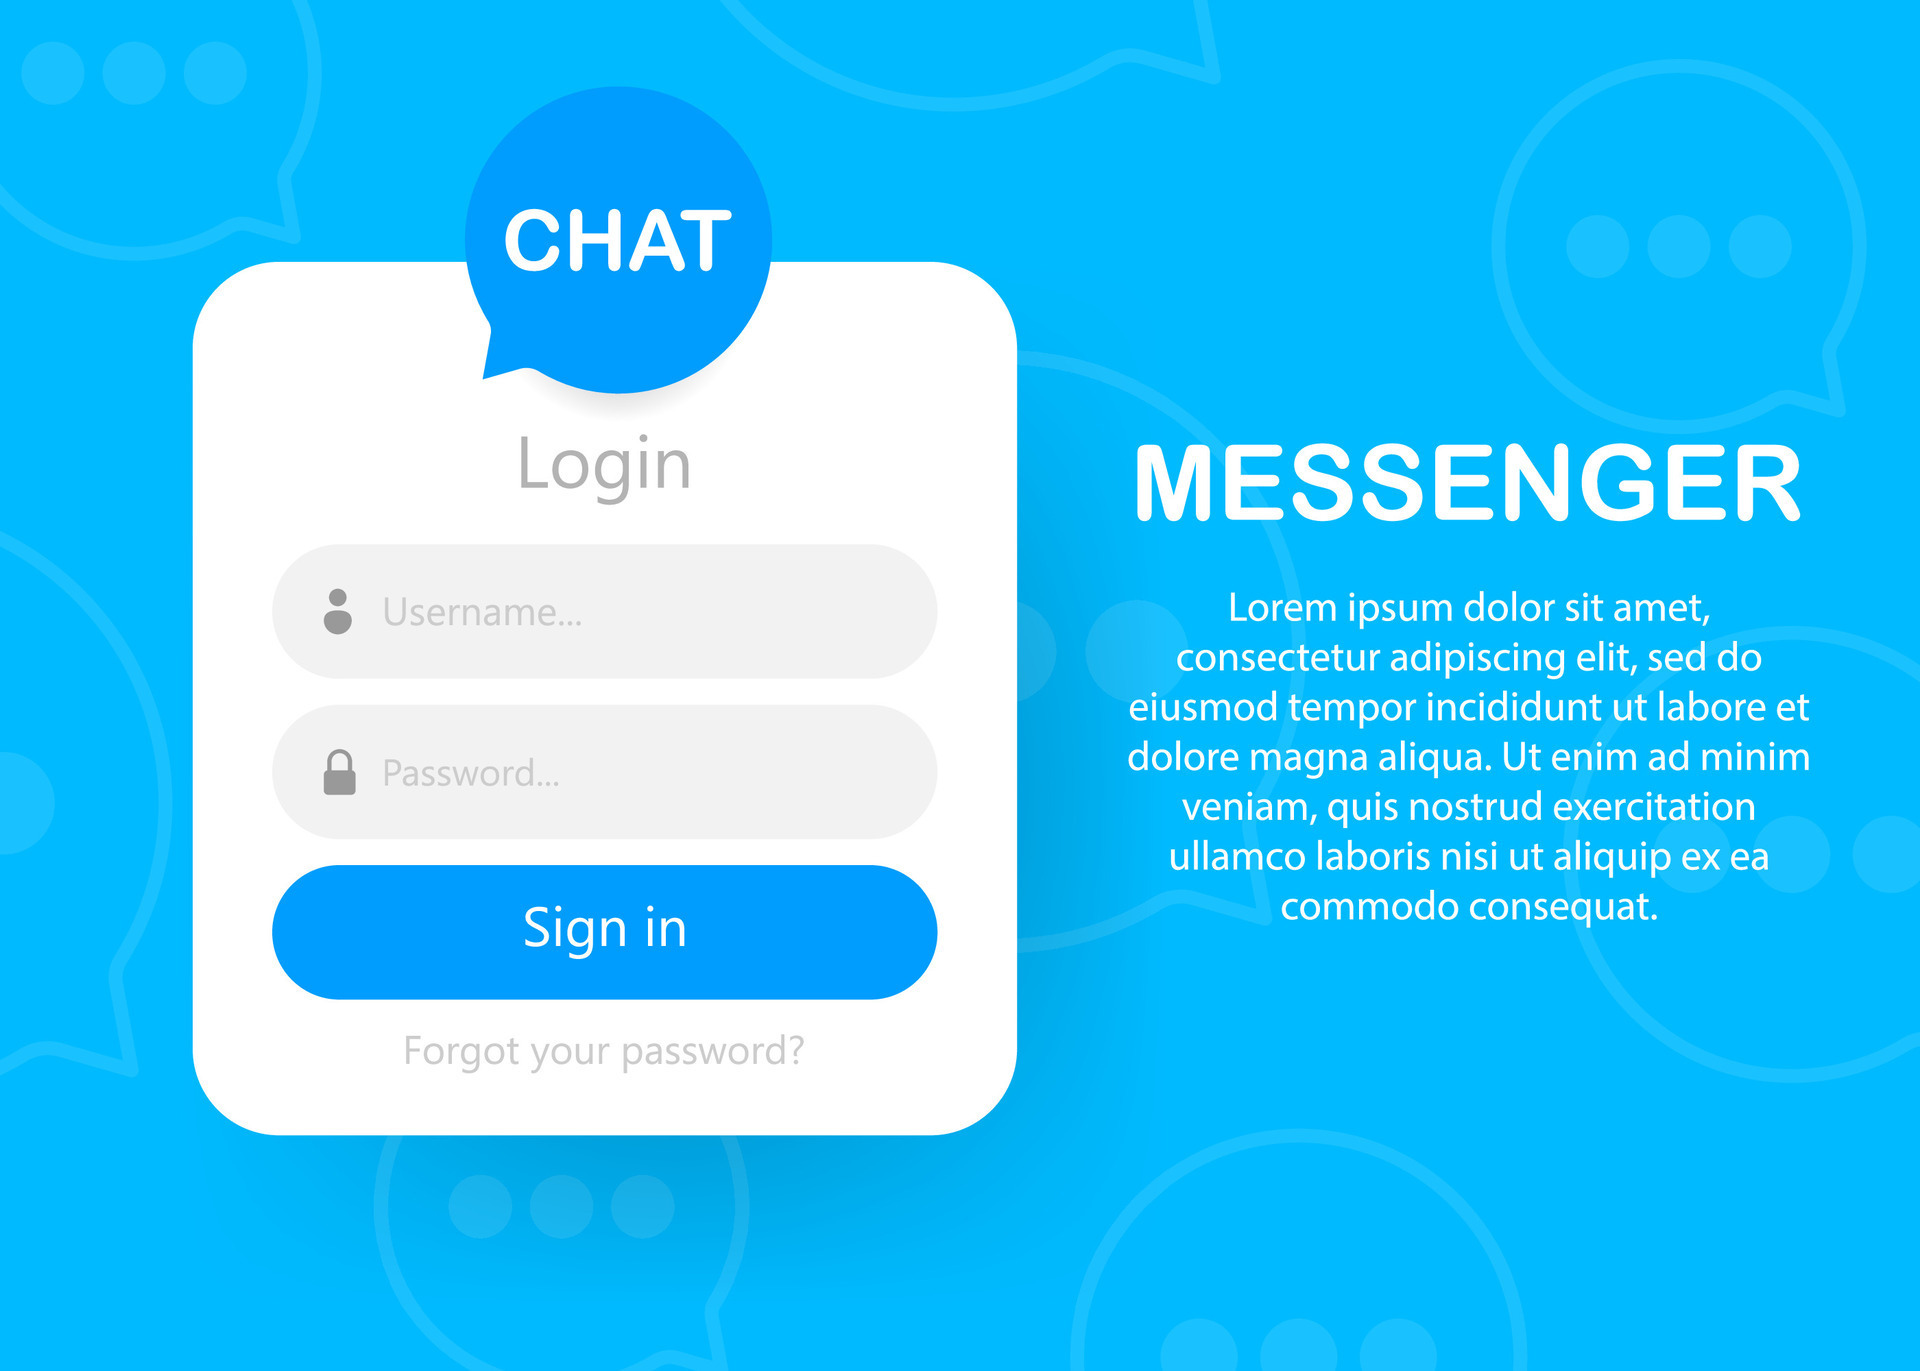 CHAT
Login
Username...
Password...
Sign in
Forgot your password?
MESSENGER
Lorem ipsum dolor sit amet,
consectetur adipiscing elit, sed do
eiusmod tempor incididunt ut labore et
dolore magna aliqua. Ut enim ad minim
veniam, quis nostrud exercitation
ullamco laboris nisi ut aliquip ex ea
commodo consequat.